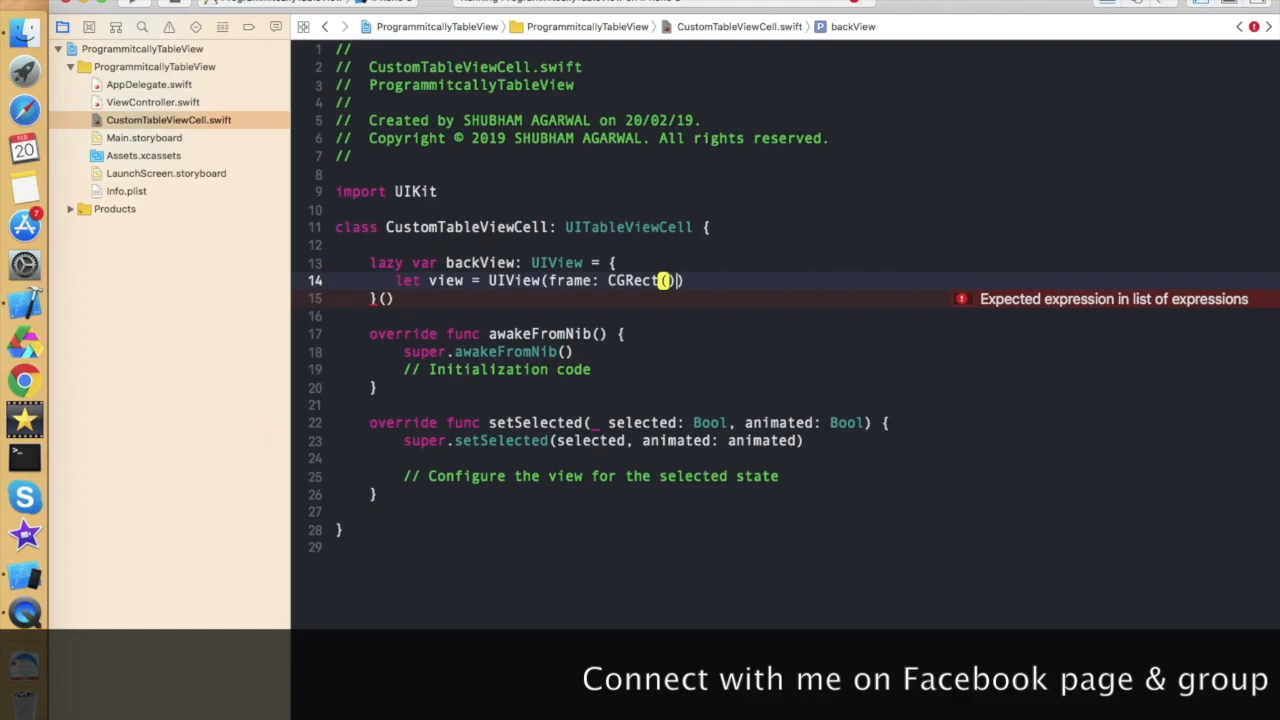 ProgrammitcallyTableView
ProgrammitcallyTableView
CustomTableViewCell.swift
P
backView
ProgrammitcallyTableView
ProgrammitcallyTableView
AppDelegate.swift
ViewController.swift
CustomTableViewCell.swift
Main.storyboard
Assets.xcassets
LaunchScreen.storyboard
Info.plist
Products
FEB
20
7
S
1 //
2 //  CustomTableViewCell.swift
3 //  ProgrammitcallyTableView
4 //
5 //  Created by SHUBHAM AGARWAL on 20/02/19.
6 //  Copyright © 2019 SHUBHAM AGARWAL. All rights reserved.
7 //
8
9 import UIKit
10
11 class CustomTableViewCell: UITableViewCell {
12
13     lazy var backView: UIView = {
14        let view = UIView(frame: CGRect())
15     }() Expected expression in list of expressions
16
17     override func awakeFromNib() {
18         super.awakeFromNib()
19         // Initialization code
20     }
21
22     override func setSelected(_ selected: Bool, animated: Bool) {
23         super.setSelected(selected, animated: animated)
24
25         // Configure the view for the selected state
26     }
27
28 }
29
Connect with me on Facebook page & group